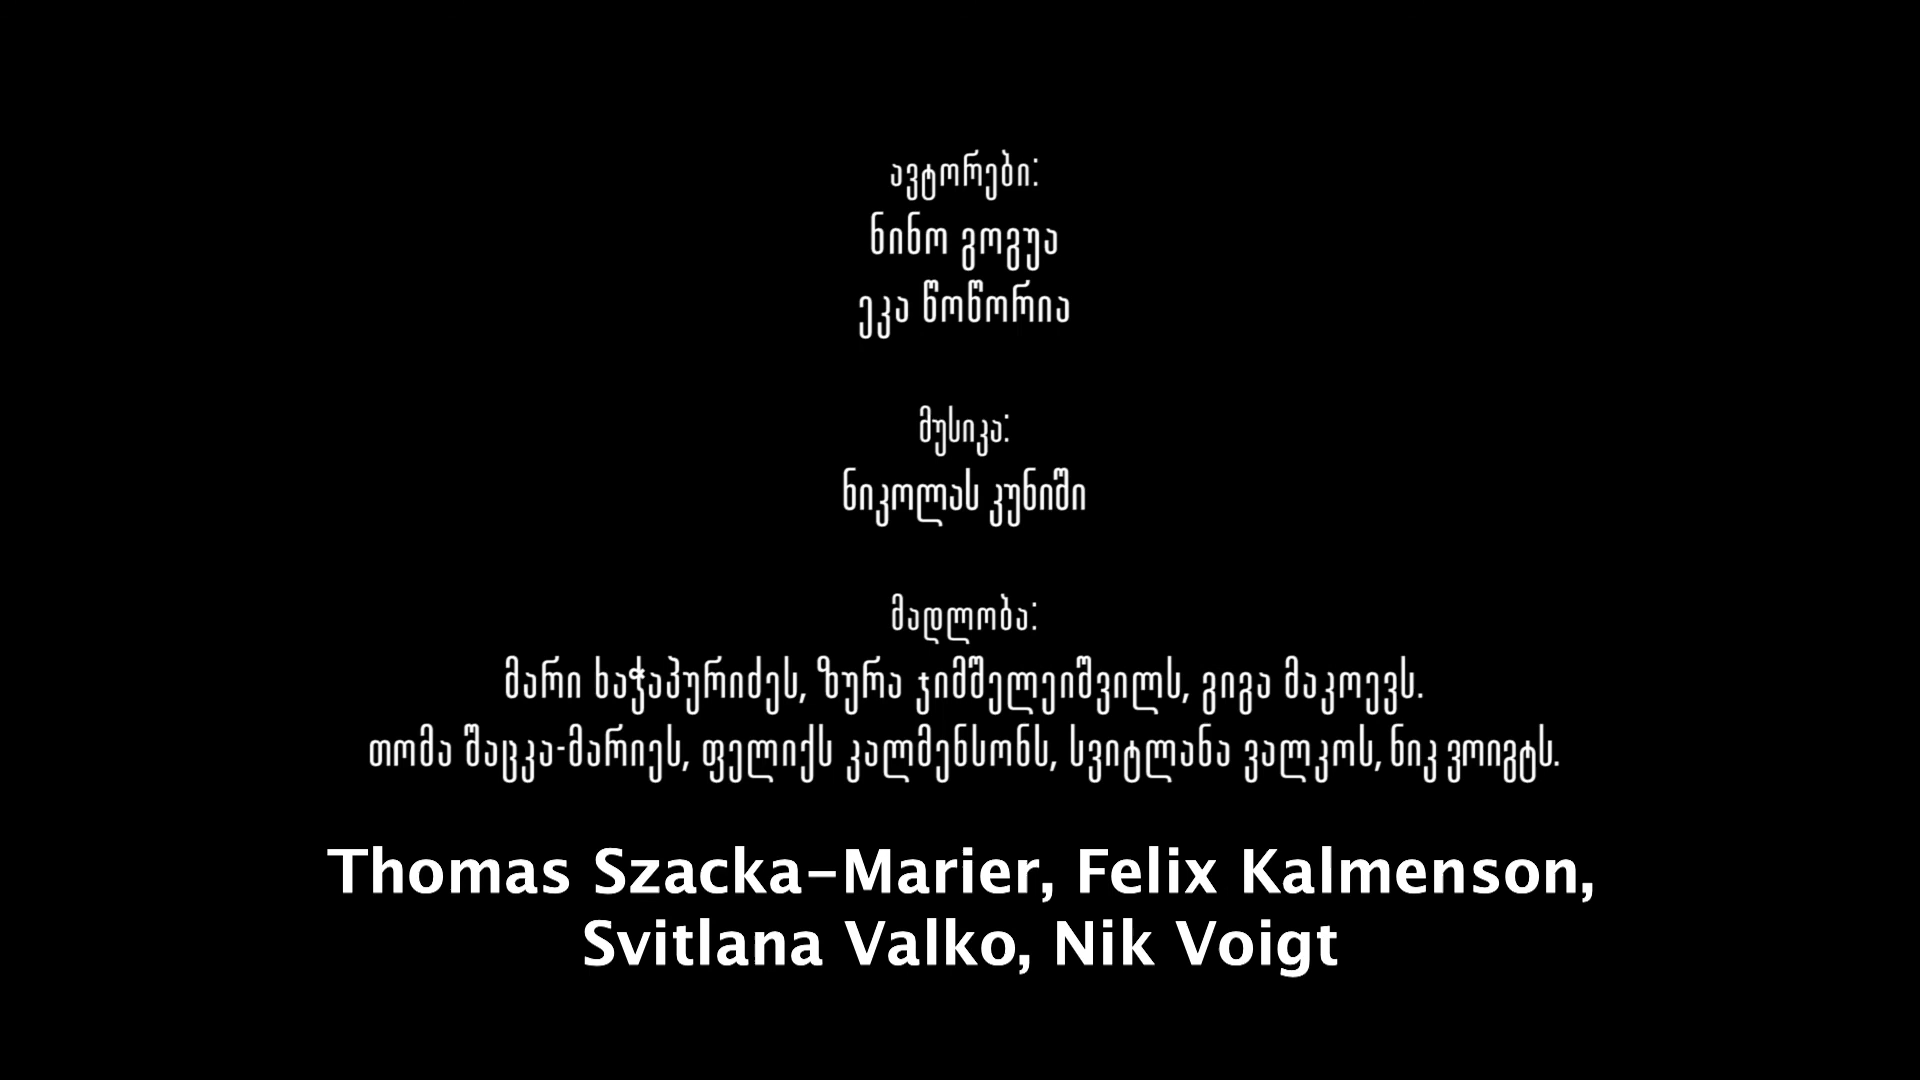 ავტორები:
ნინო გოგუა
ეკა წოწორია
მუსიკა:
ნიკოლას კუნიში
მადლობა:
მარი ხაჭაპურიძეს, ზურა ჯიმშელეიშვილს, გიგა მაკოევს.
თომა შაცკა-მარიეს, ფელიქს კალმენსონს, სვიტლანა ვალკოს, ნიკ ვოიგტს.
Thomas Szacka-Marier, Felix Kalmenson,
Svitlana Valko, Nik Voigt